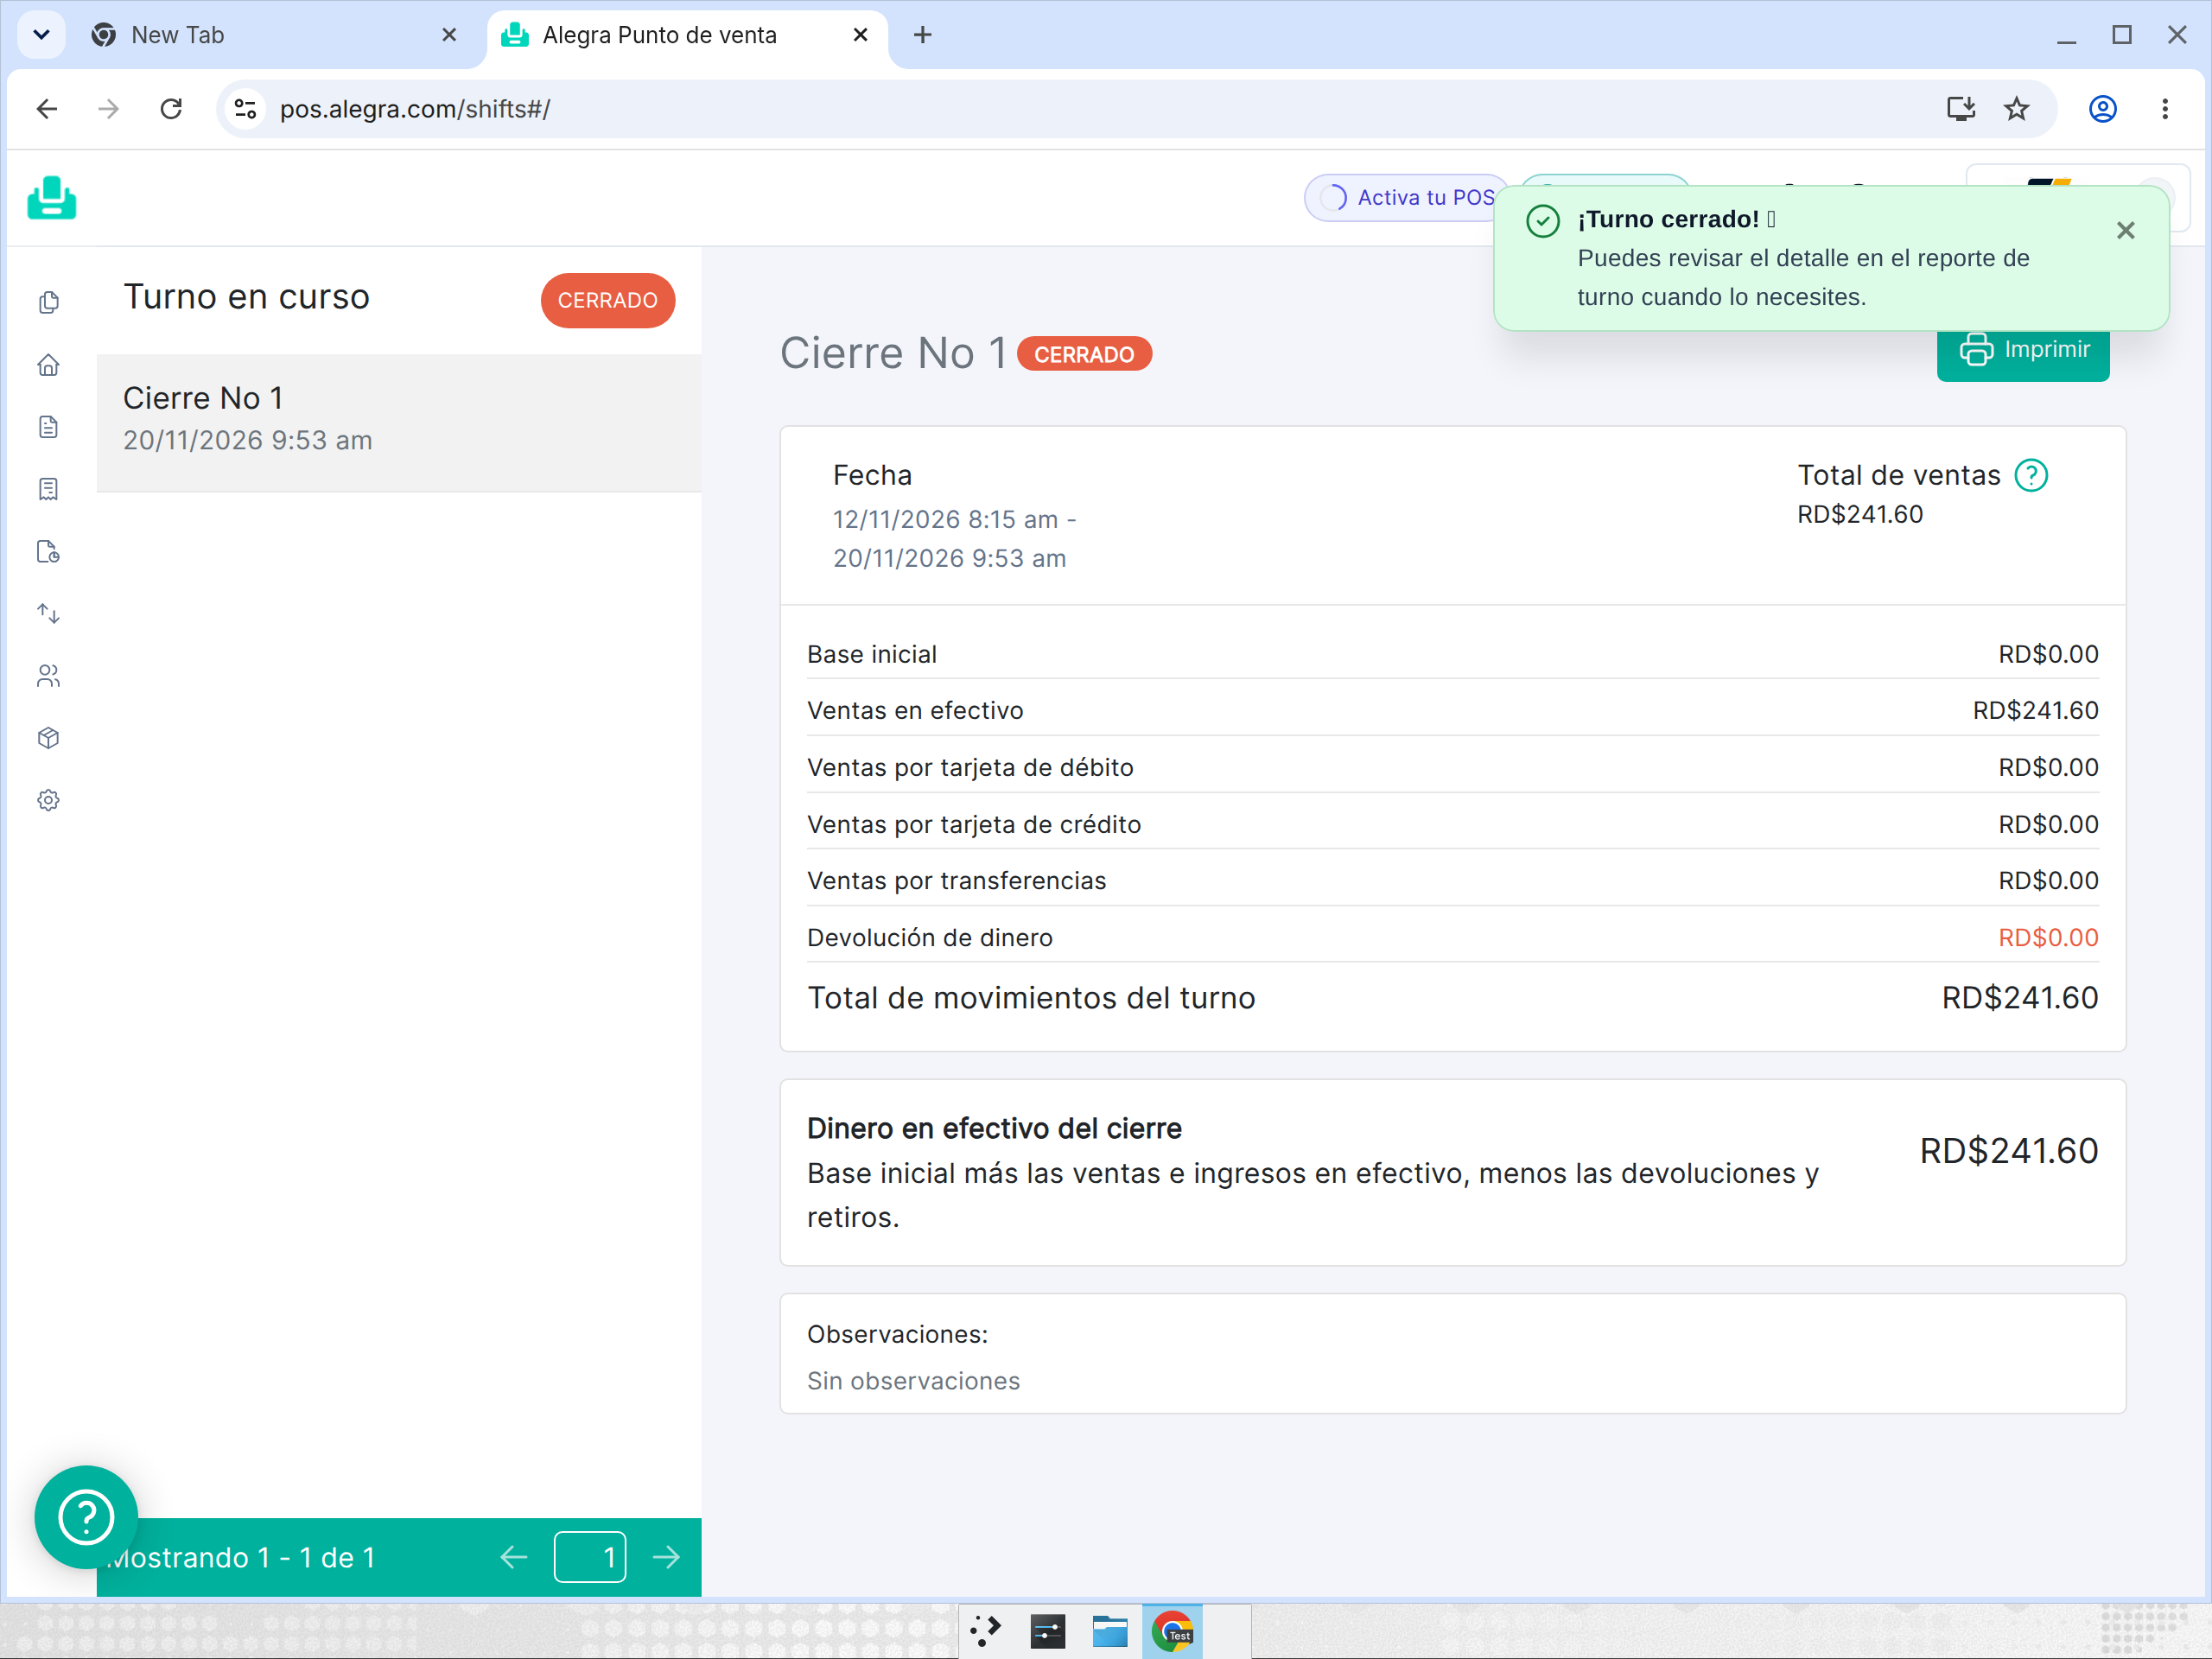 New Tab
Alegra Punto de venta
pos.alegra.com/shifts#/
Activa tu POS
¡Turno cerrado!
Puedes revisar el detalle en el reporte de
turno cuando lo necesites.
Turno en curso
CERRADO
Cierre No 1
20/11/2026 9:53 am
Cierre No 1
CERRADO
Imprimir
Fecha
12/11/2026 8:15 am -
20/11/2026 9:53 am
Total de ventas
RD$241.60
Base inicial
RD$0.00
Ventas en efectivo
RD$241.60
Ventas por tarjeta de débito
RD$0.00
Ventas por tarjeta de crédito
RD$0.00
Ventas por transferencias
RD$0.00
Devolución de dinero
RD$0.00
Total de movimientos del turno
RD$241.60
Dinero en efectivo del cierre
Base inicial más las ventas e ingresos en efectivo, menos las devoluciones y
retiros.
RD$241.60
Observaciones:
Sin observaciones
Mostrando 1 - 1 de 1
1
Test